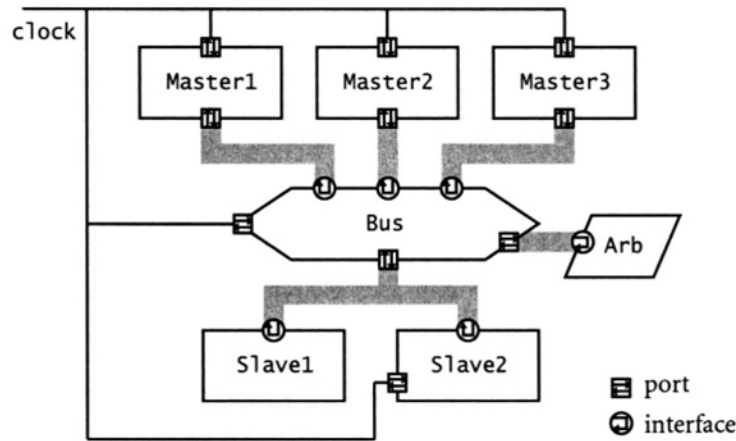 clock
Master1 Master2 Master3
Bus
Arb
Slave1 Slave2
port
interface